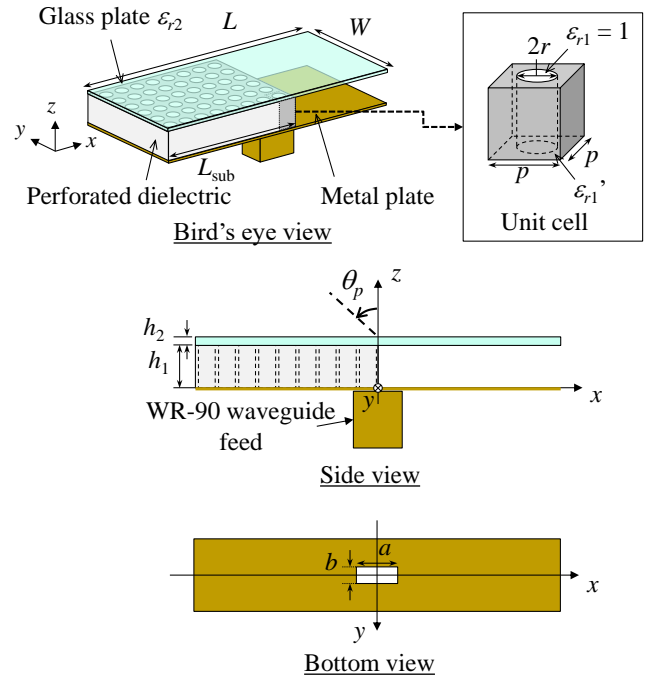 Glass plate εr2
L
W
2r
εr1 = 1
z
y
x
Lsub
Perforated dielectric
Metal plate
Bird's eye view
p
p
εr1’
Unit cell
θp
z
h2
h1
y
x
WR-90 waveguide
feed
Side view
a
b
x
y
Bottom view